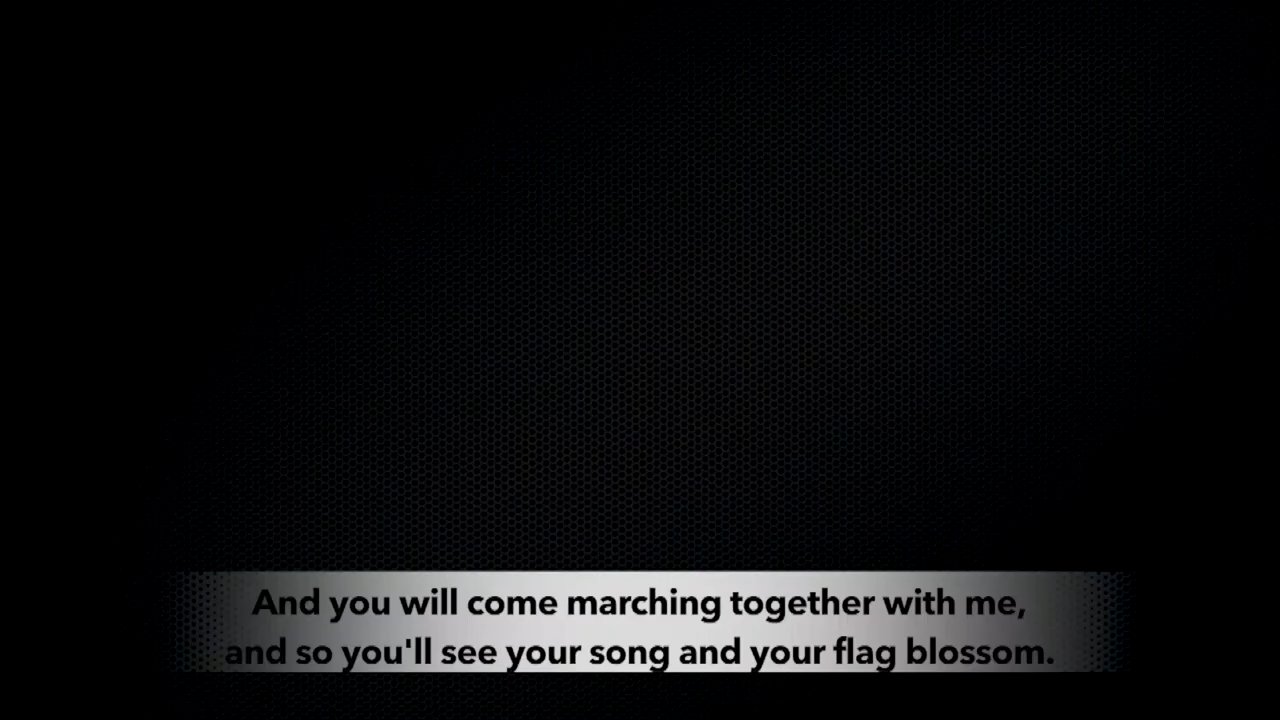 And you will come marching together with me,
and so you'll see your song and your flag blossom.